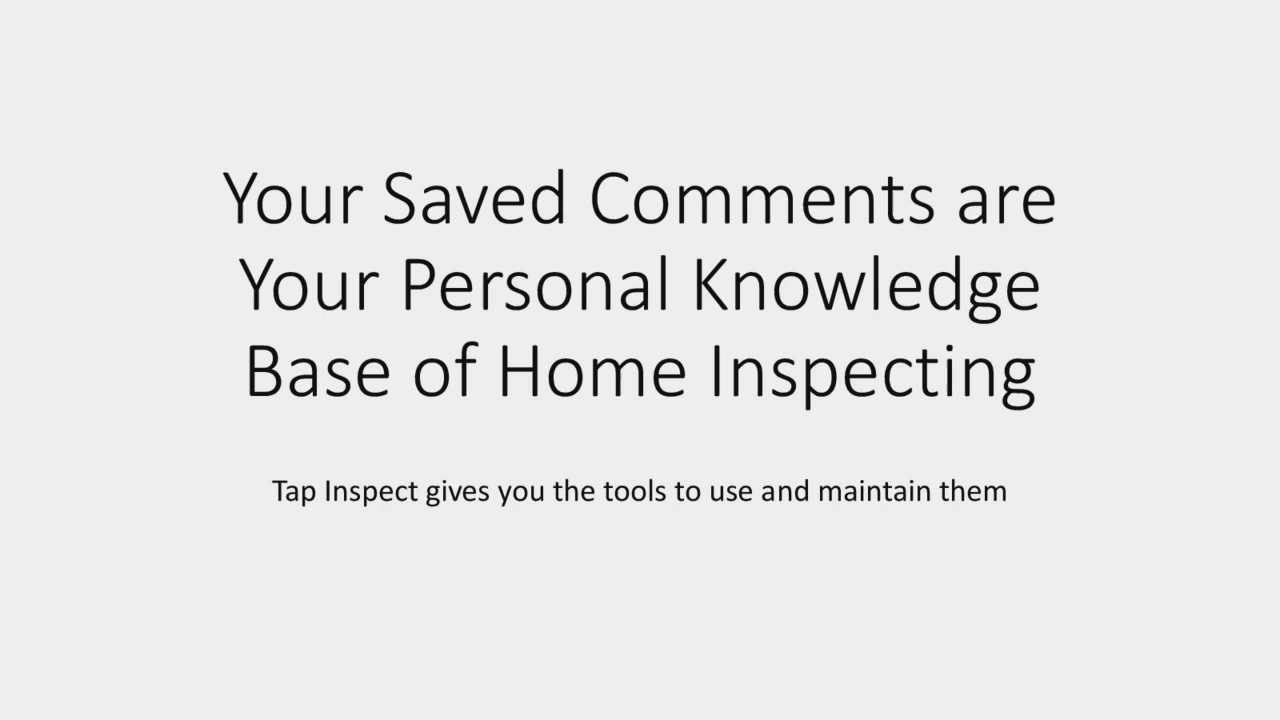 Your Saved Comments are
Your Personal Knowledge
Base of Home Inspecting
Tap Inspect gives you the tools to use and maintain them